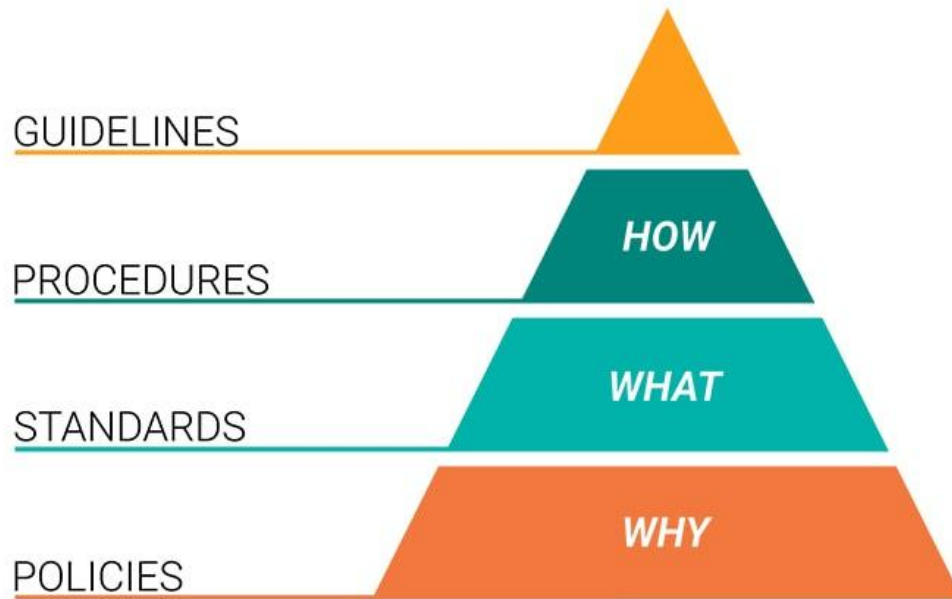 GUIDELINES
HOW
PROCEDURES
WHAT
STANDARDS
WHY
POLICIES